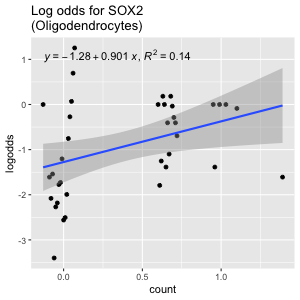 Log odds for SOX2
(Oligodendrocytes)
y = −1.28 + 0.901 x, R² = 0.14
logodds
1
0
-1
-2
-3
0.0 0.5 1.0
count